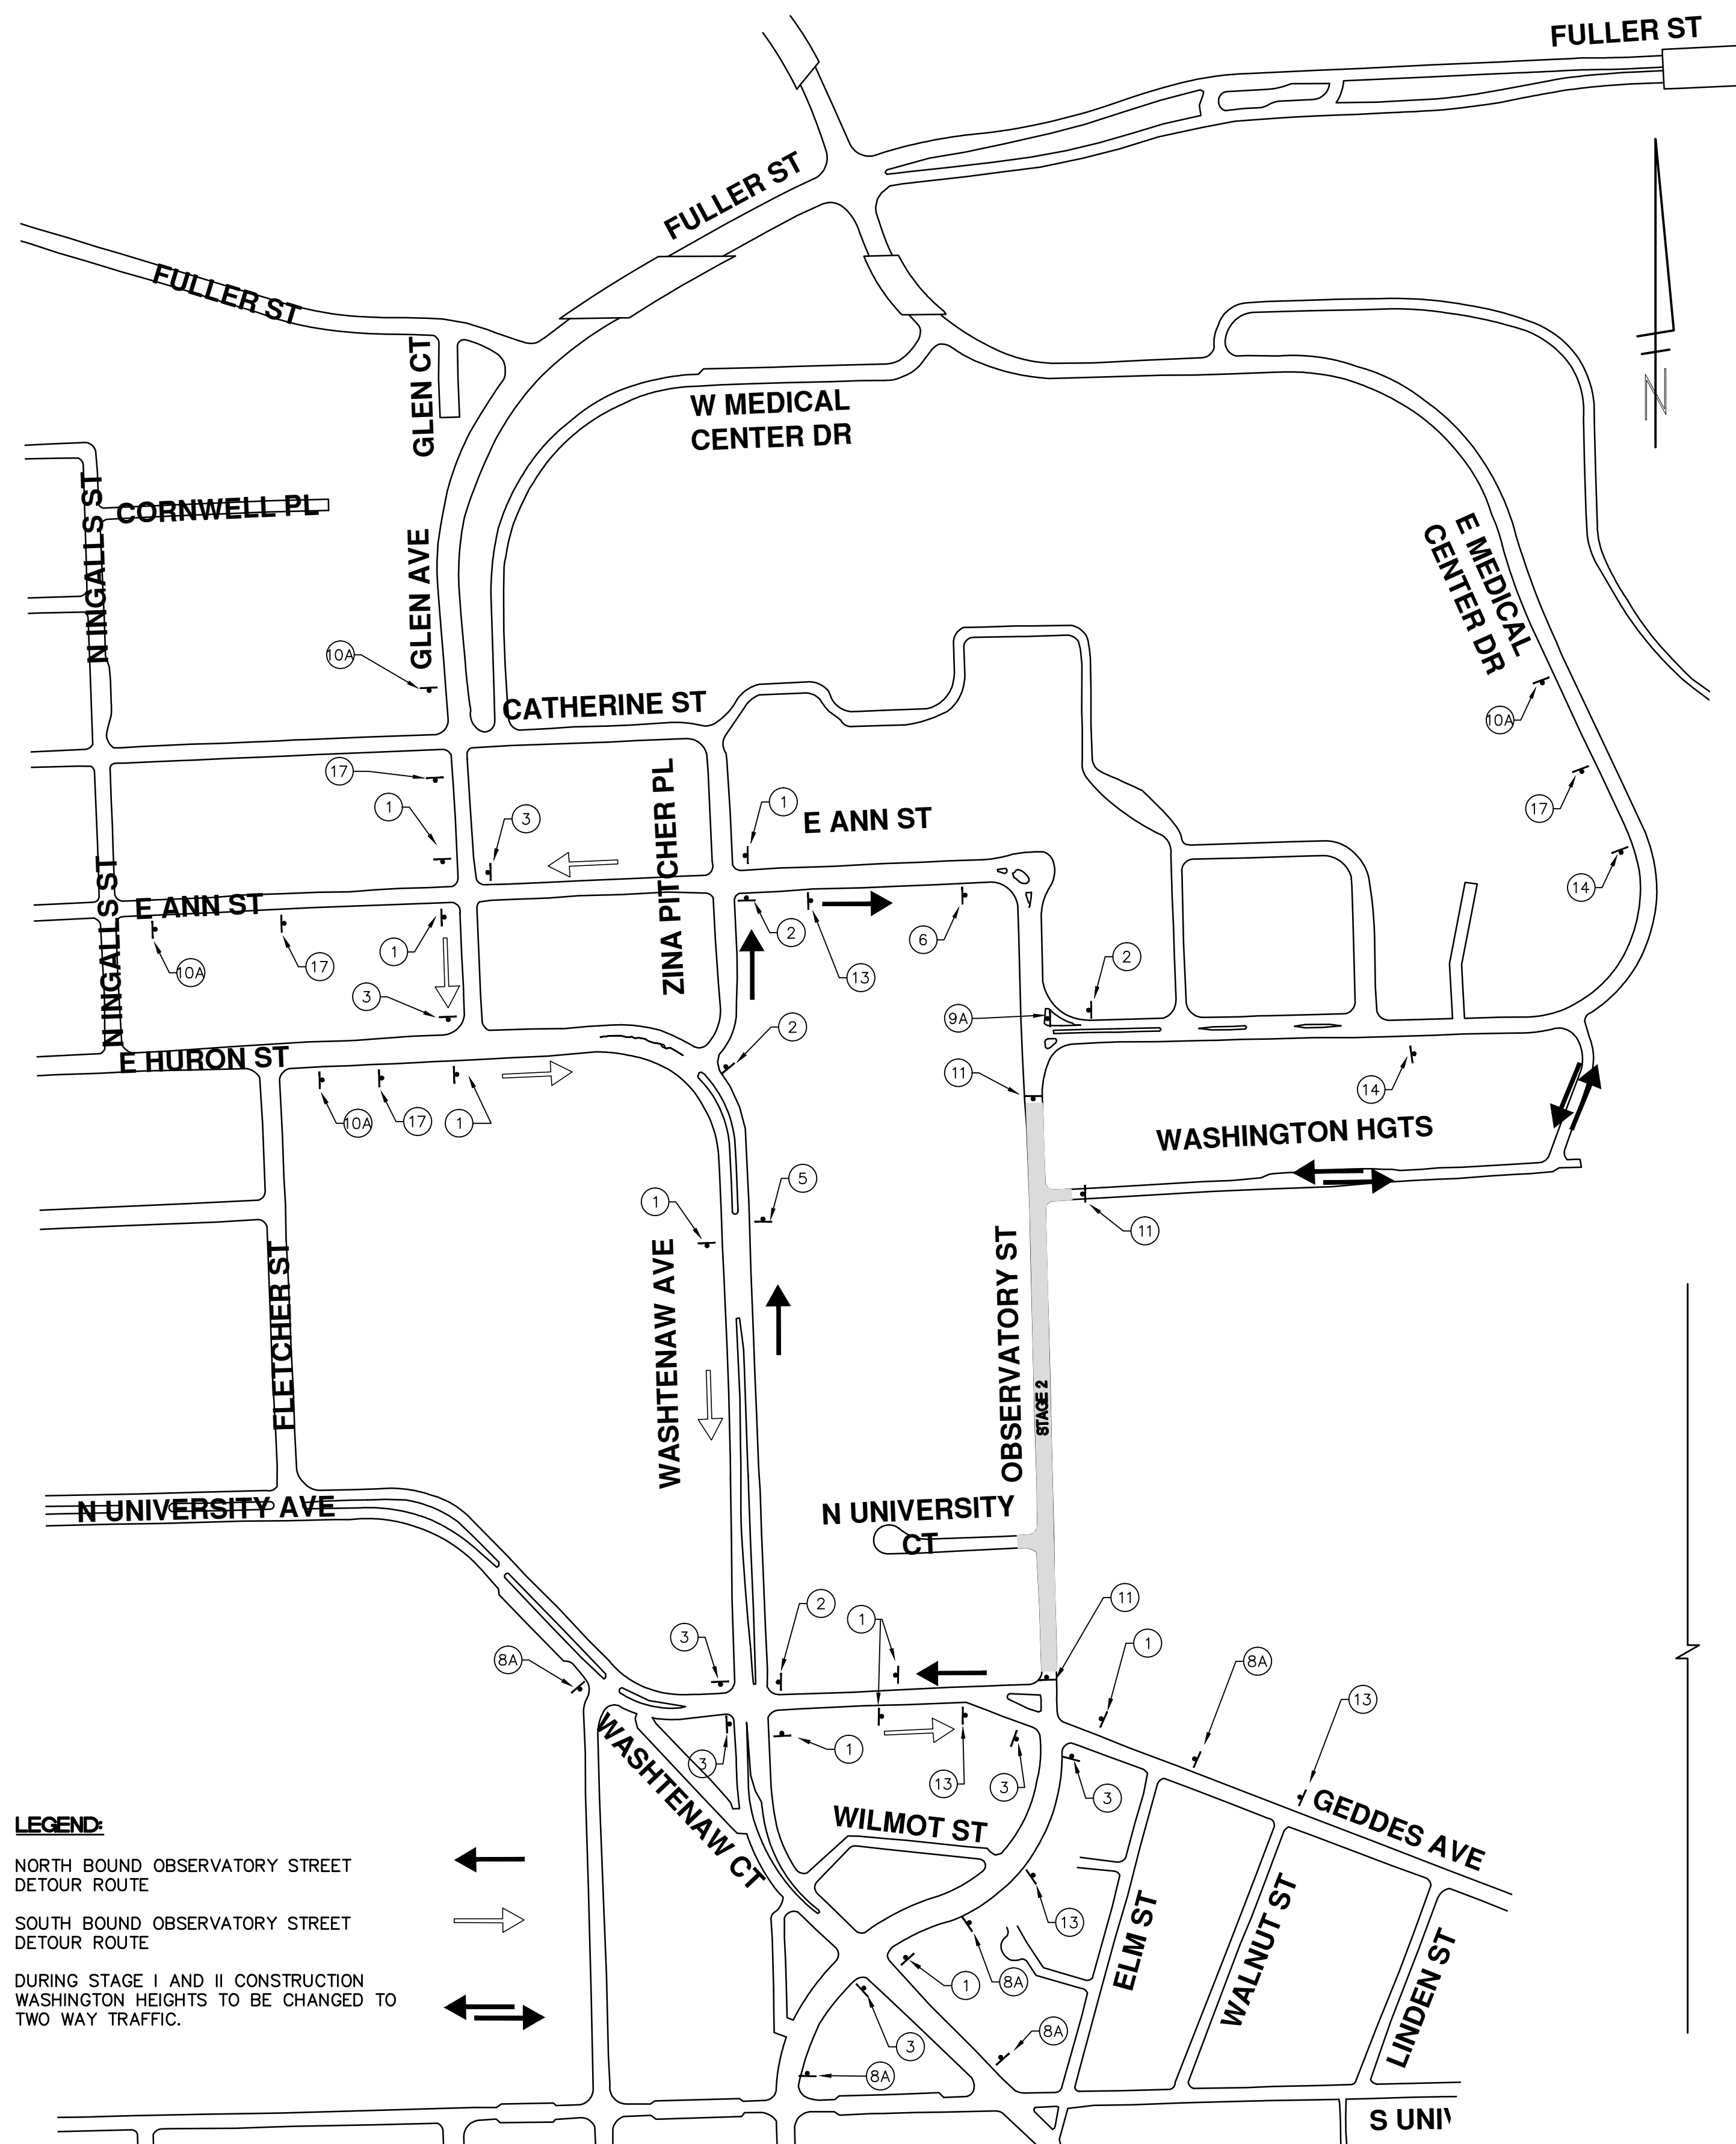 FULLER ST
FULLER ST
FULLER ST
GLEN CT
W MEDICAL
CENTER DR
N
N INGALLS ST
CORNWELL PL
GLEN AVE
E MEDICAL
CENTER DR
10A
10A
CATHERINE ST
17
1
3
ZINA PITCHER PL
1
E ANN ST
17
14
N INGALLS ST
E ANN ST
10A
17
1
3
2
13
6
2
9A
2
E HURON ST
10A
17
1
11
14
WASHINGTON HGTS
1
5
11
FLETCHER ST
WASHTENAW AVE
OBSERVATORY ST
STAGE 2
N UNIVERSITY AVE
N UNIVERSITY
CT
8A
3
2
1
11
1
8A
13
3
1
13
3
3
WASHTENAW CT
WILMOT ST
GEDDES AVE
13
8A
1
8A
3
8A
ELM ST
WALNUT ST
LINDEN ST
S UNIV
LEGEND:
NORTH BOUND OBSERVATORY STREET
DETOUR ROUTE
SOUTH BOUND OBSERVATORY STREET
DETOUR ROUTE
DURING STAGE I AND II CONSTRUCTION
WASHINGTON HEIGHTS TO BE CHANGED TO
TWO WAY TRAFFIC.